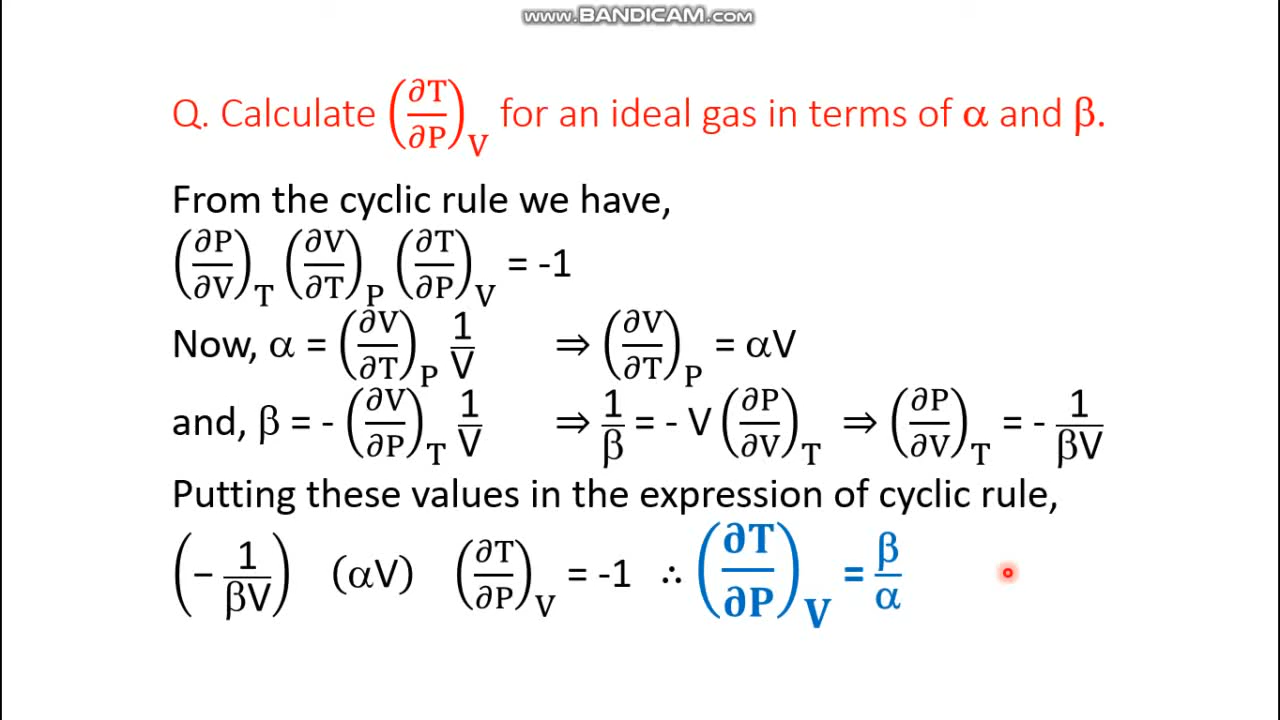 www.BANDICAM.com
Q. Calculate (∂T/∂P)_V for an ideal gas in terms of α and β.
From the cyclic rule we have,
(∂P/∂V)_T (∂V/∂T)_P (∂T/∂P)_V = -1
Now, α = (∂V/∂T)_P 1/V ⇒ (∂V/∂T)_P = αV
and, β = - (∂V/∂P)_T 1/V ⇒ 1/β = - V (∂P/∂V)_T ⇒ (∂P/∂V)_T = - 1/βV
Putting these values in the expression of cyclic rule,
(− 1/βV) (αV) (∂T/∂P)_V = -1 ∴ (∂T/∂P)_V = β/α